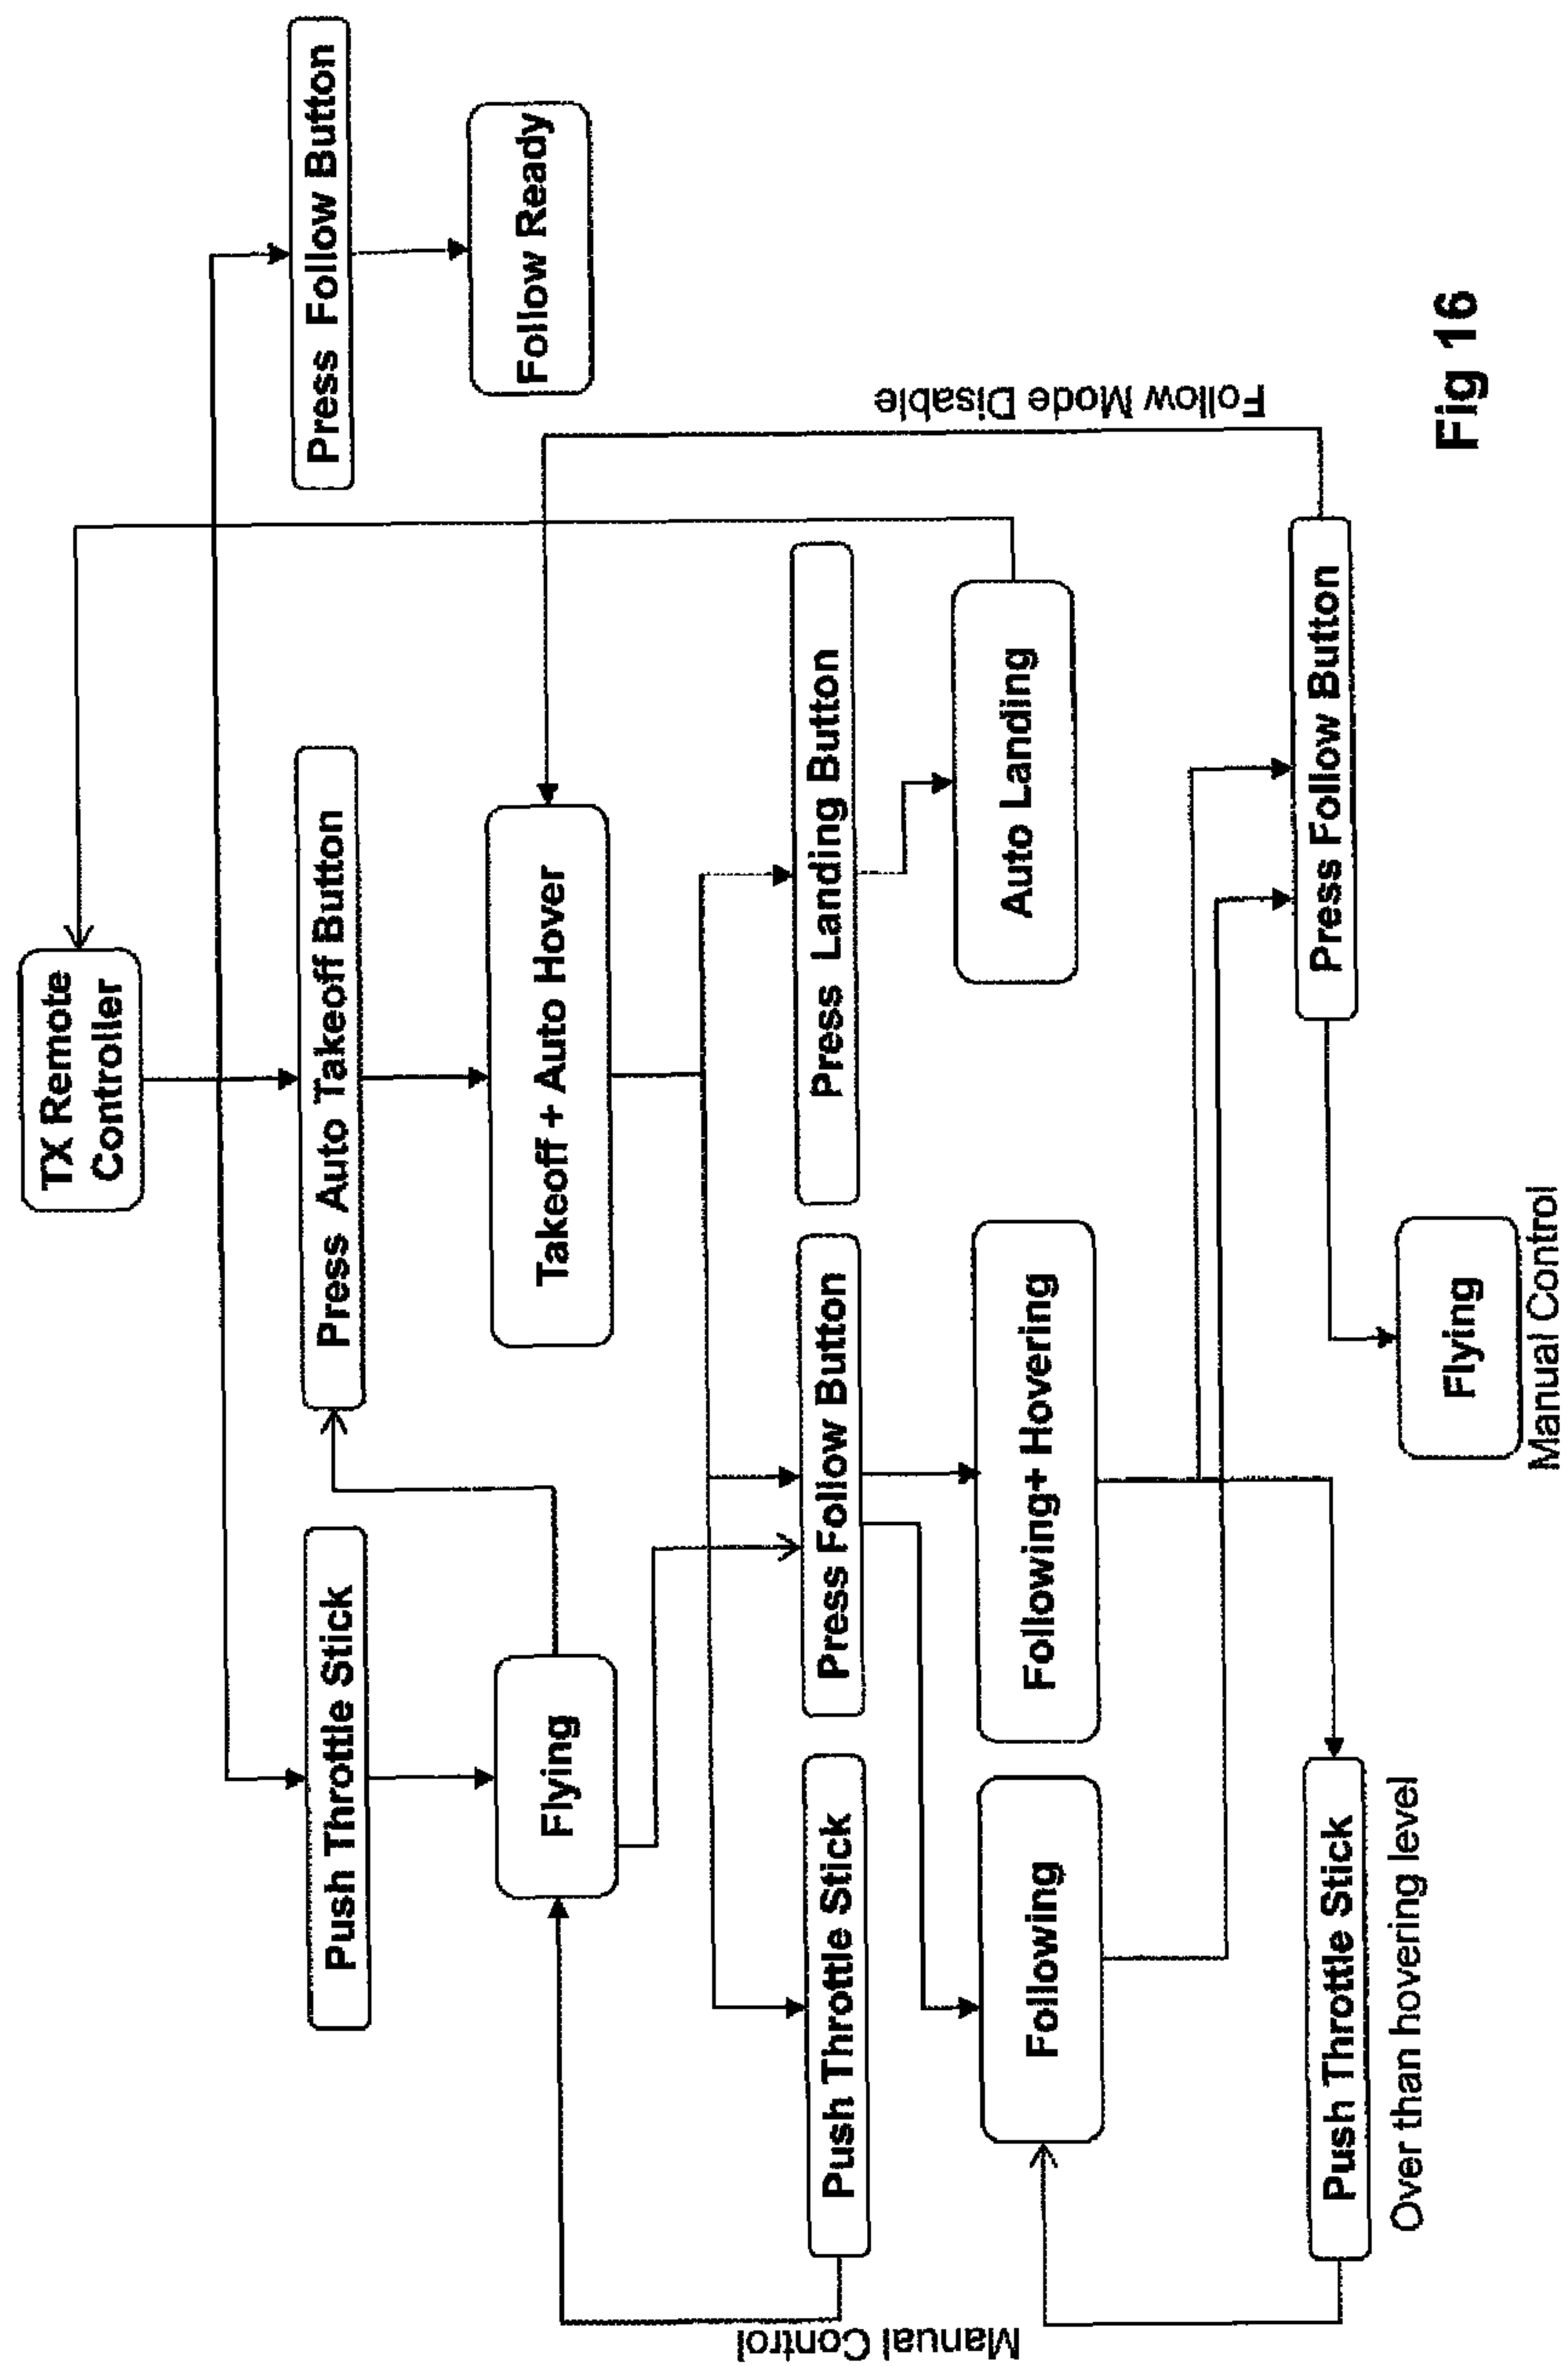 TX Remote
Controller
Push Throttle Stick
Press Auto Takeoff Button
Press Follow Button
Flying
Takeoff + Auto Hover
Follow Ready
Manual Control
Push Throttle Stick
Press Follow Button
Press Landing Button
Following
Following+ Hovering
Auto Landing
Follow Mode Disable
Push Throttle Stick
Over than hovering level
Press Follow Button
Flying
Manual Control
Fig 16